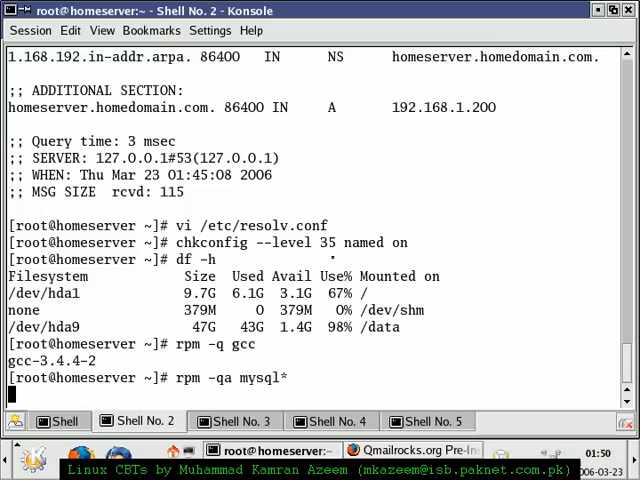 root@homeserver:~ - Shell No. 2 - Konsole
Session Edit View Bookmarks Settings Help
1.168.192.in-addr.arpa. 86400 IN NS homeserver.homedomain.com.
;; ADDITIONAL SECTION:
homeserver.homedomain.com. 86400 IN A 192.168.1.200
;; Query time: 3 msec
;; SERVER: 127.0.0.1#53(127.0.0.1)
;; WHEN: Thu Mar 23 01:45:08 2006
;; MSG SIZE rcvd: 115
[root@homeserver ~]# vi /etc/resolv.conf
[root@homeserver ~]# chkconfig --level 35 named on
[root@homeserver ~]# df -h
Filesystem Size Used Avail Use% Mounted on
/dev/hda1 9.7G 6.1G 3.1G 67% /
none 379M 0 379M 0% /dev/shm
/dev/hda9 47G 43G 1.4G 98% /data
[root@homeserver ~]# rpm -q gcc
gcc-3.4.4-2
[root@homeserver ~]# rpm -qa mysql*
Shell Shell No. 2 Shell No. 3 Shell No. 4 Shell No. 5
root@homeserver:~ Qmailrocks.org Pre-Ins 01:50
Linux CBTs by Muhammad Kamran Azeem (mkazeem@isb.paknet.com.pk)
006-03-23